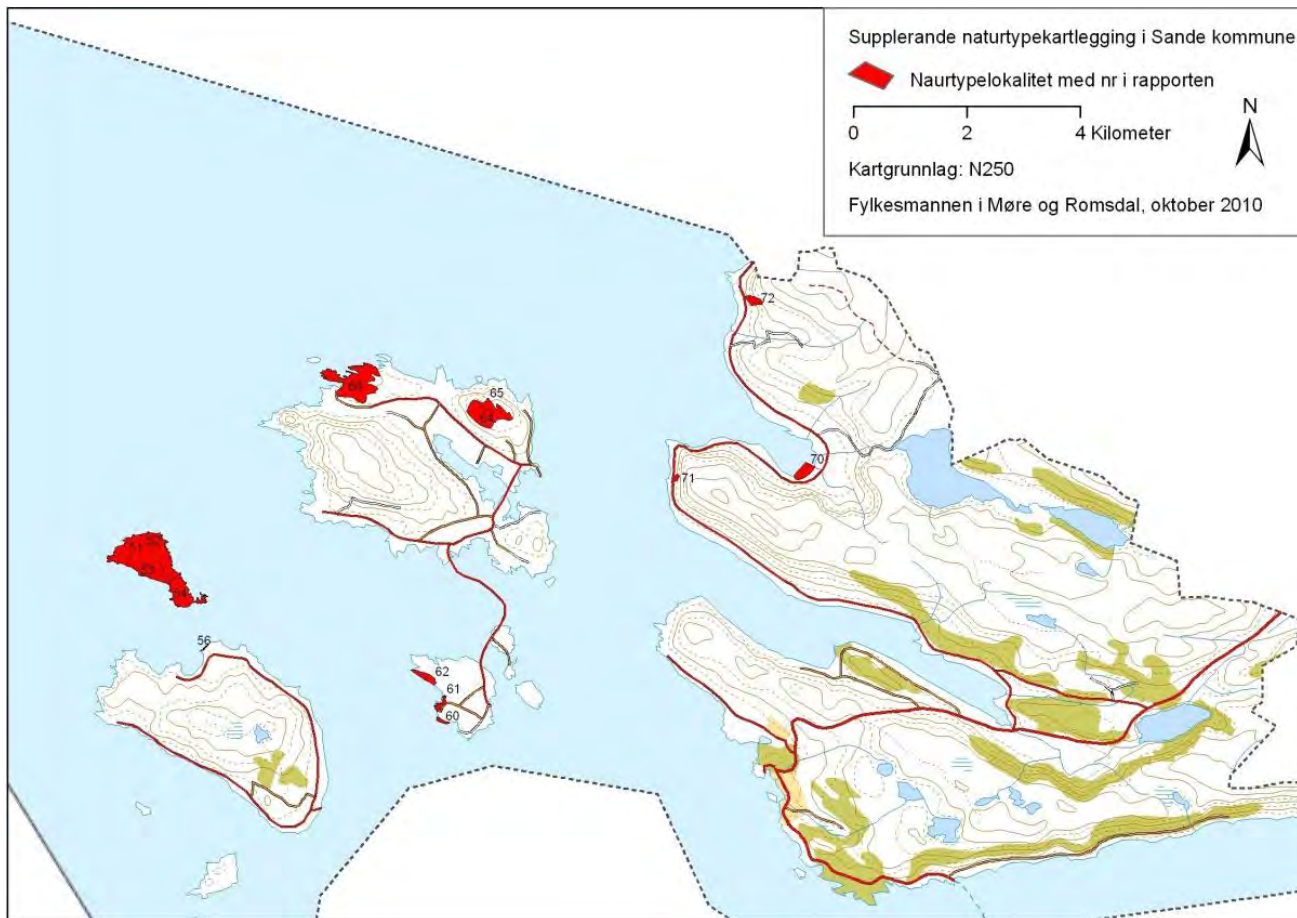 Supplerande naturtypekartlegging i Sande kommune
Naurtypelokalitet med nr i rapporten
0 2 4 Kilometer
N
Kartgrunnlag: N250
Fylkesmannen i Møre og Romsdal, oktober 2010
72
65
64
70
71
56
62
61
60